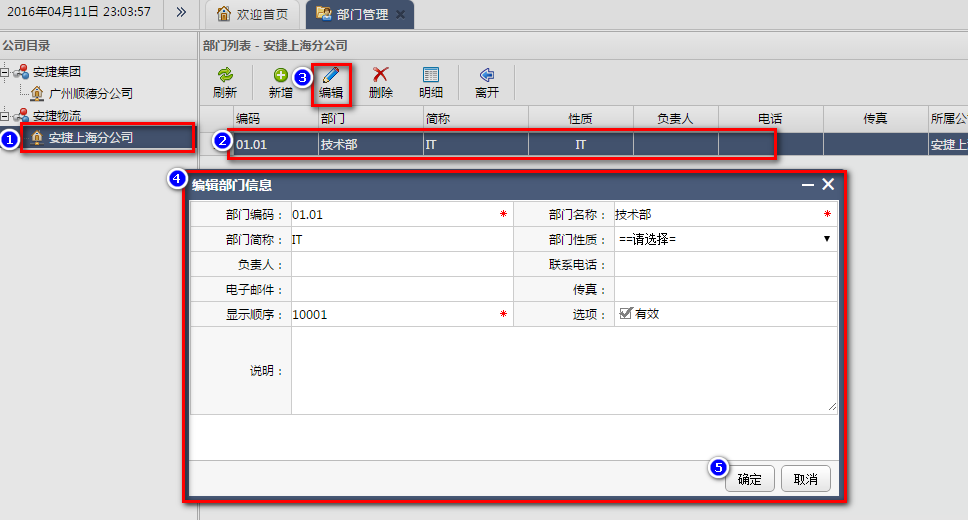 2016年04月11日 23:03:57 » 欢迎首页 部门管理
公司目录
安捷集团
广州顺德分公司
安捷物流
1 安捷上海分公司
部门列表 - 安捷上海分公司
刷新 新增 3 编辑 删除 明细 离开
编码 部门 简称 性质 负责人 电话 传真 所属公
2 01.01 技术部 IT IT 安捷上
4 编辑部门信息
部门编码： 01.01 * 部门名称： 技术部 *
部门简称： IT 部门性质： ==请选择=
负责人： 联系电话：
电子邮件： 传真：
显示顺序： 10001 * 选项： 有效
说明：
5 确定 取消